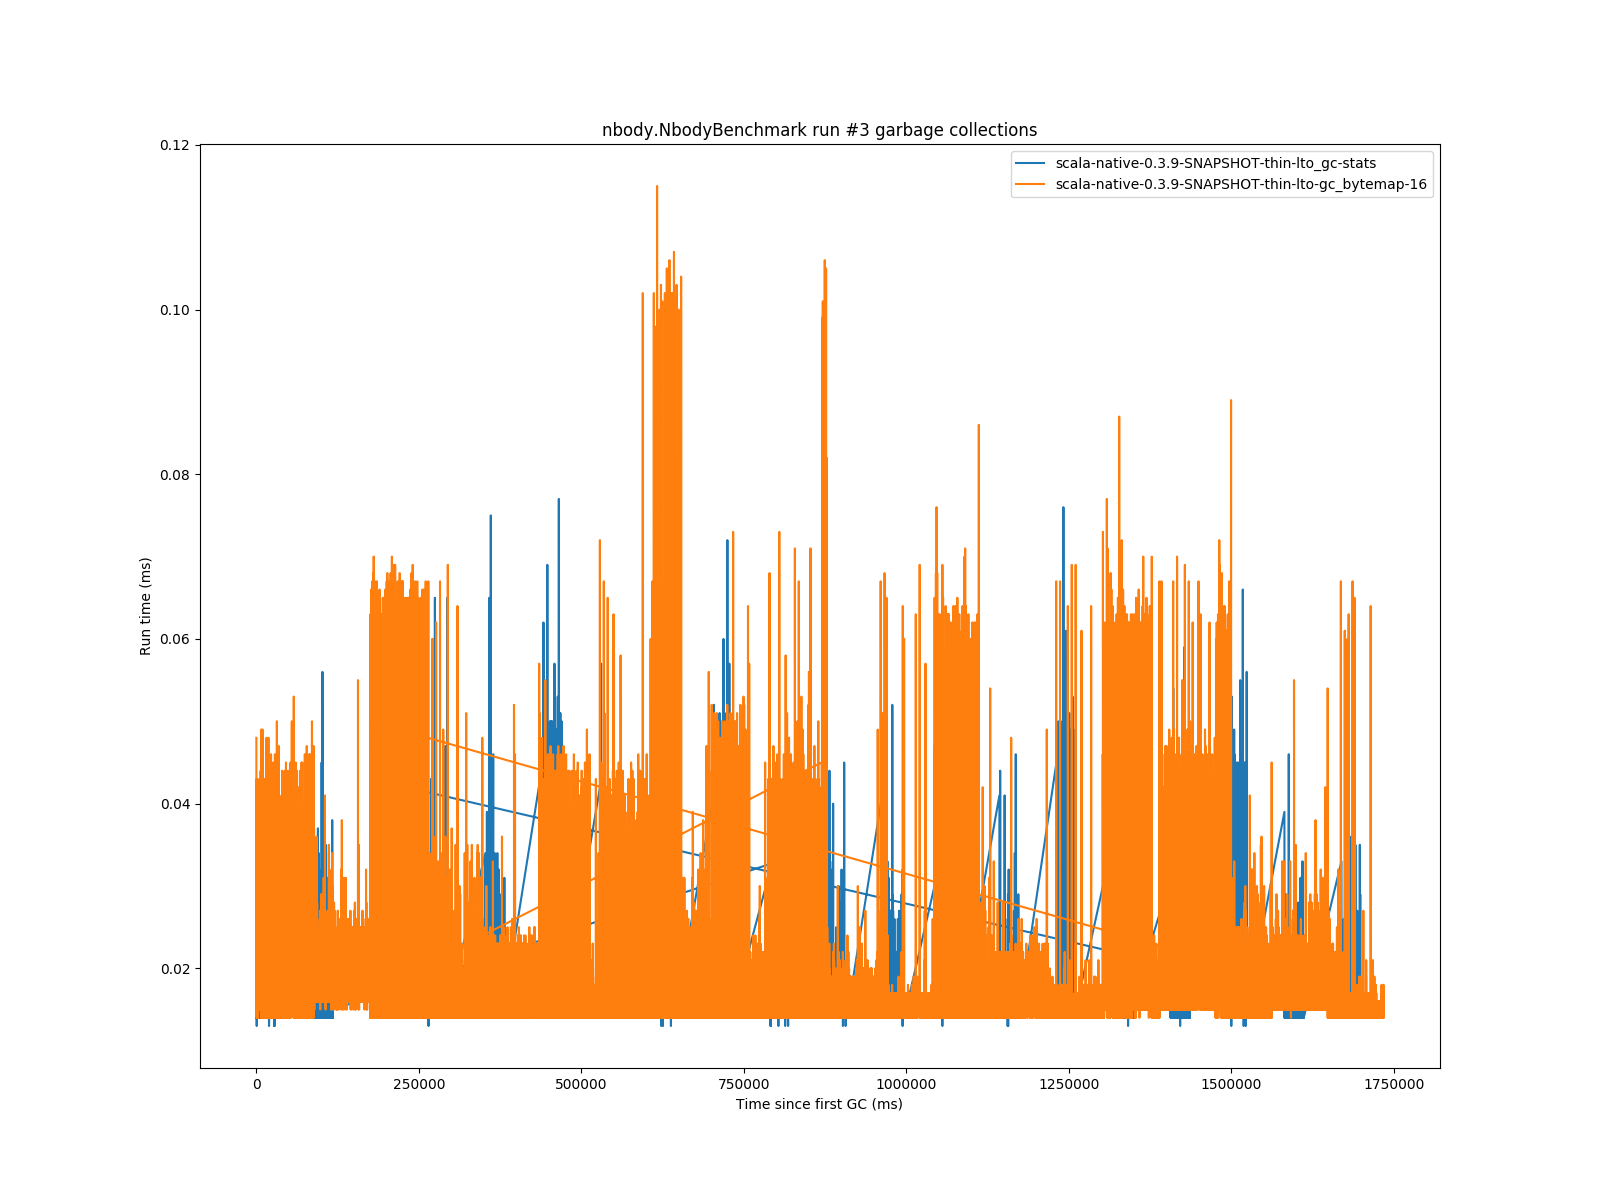 nbody.NbodyBenchmark run #3 garbage collections
scala-native-0.3.9-SNAPSHOT-thin-lto_gc-stats
scala-native-0.3.9-SNAPSHOT-thin-lto-gc_bytemap-16
0.12
0.10
0.08
0.06
0.04
0.02
Run time (ms)
0 250000 500000 750000 1000000 1250000 1500000 1750000
Time since first GC (ms)